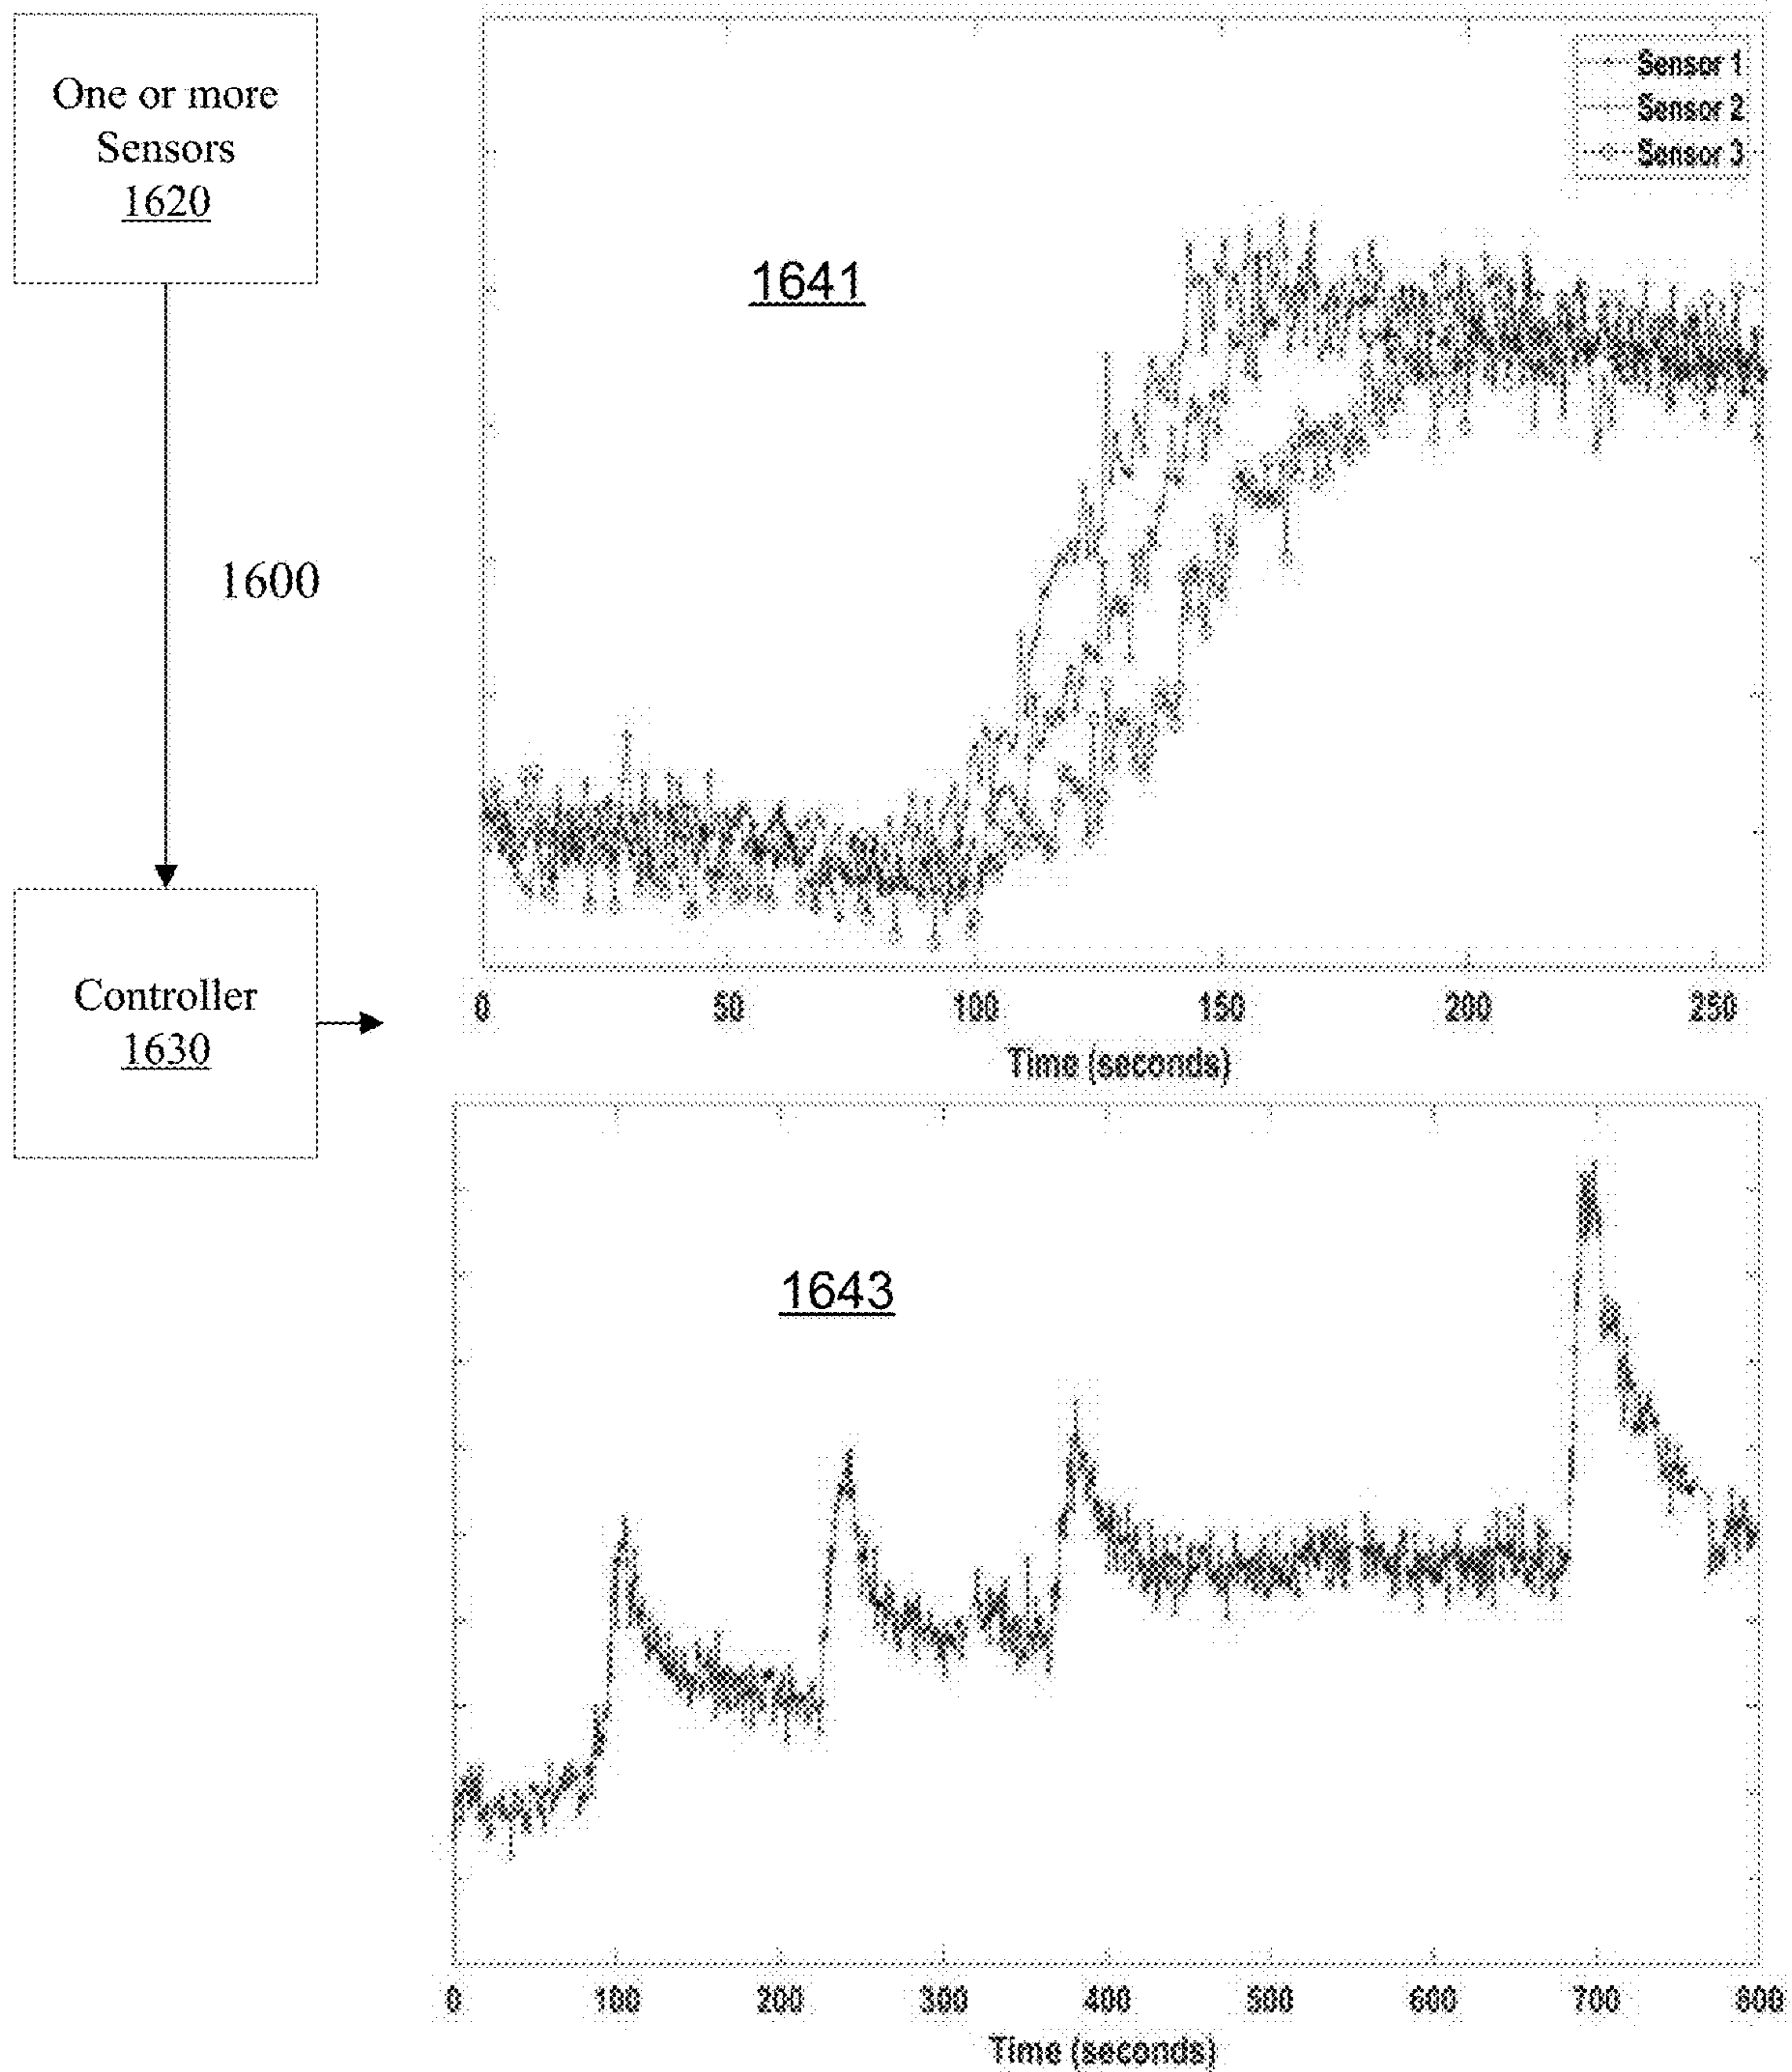 One or more
Sensors
1620
1600
Controller
1630
Sensor 1
Sensor 2
Sensor 3
1641
0 50 100 150 200 250
Time (seconds)
1643
0 100 200 300 400 500 600 700 800
Time (seconds)